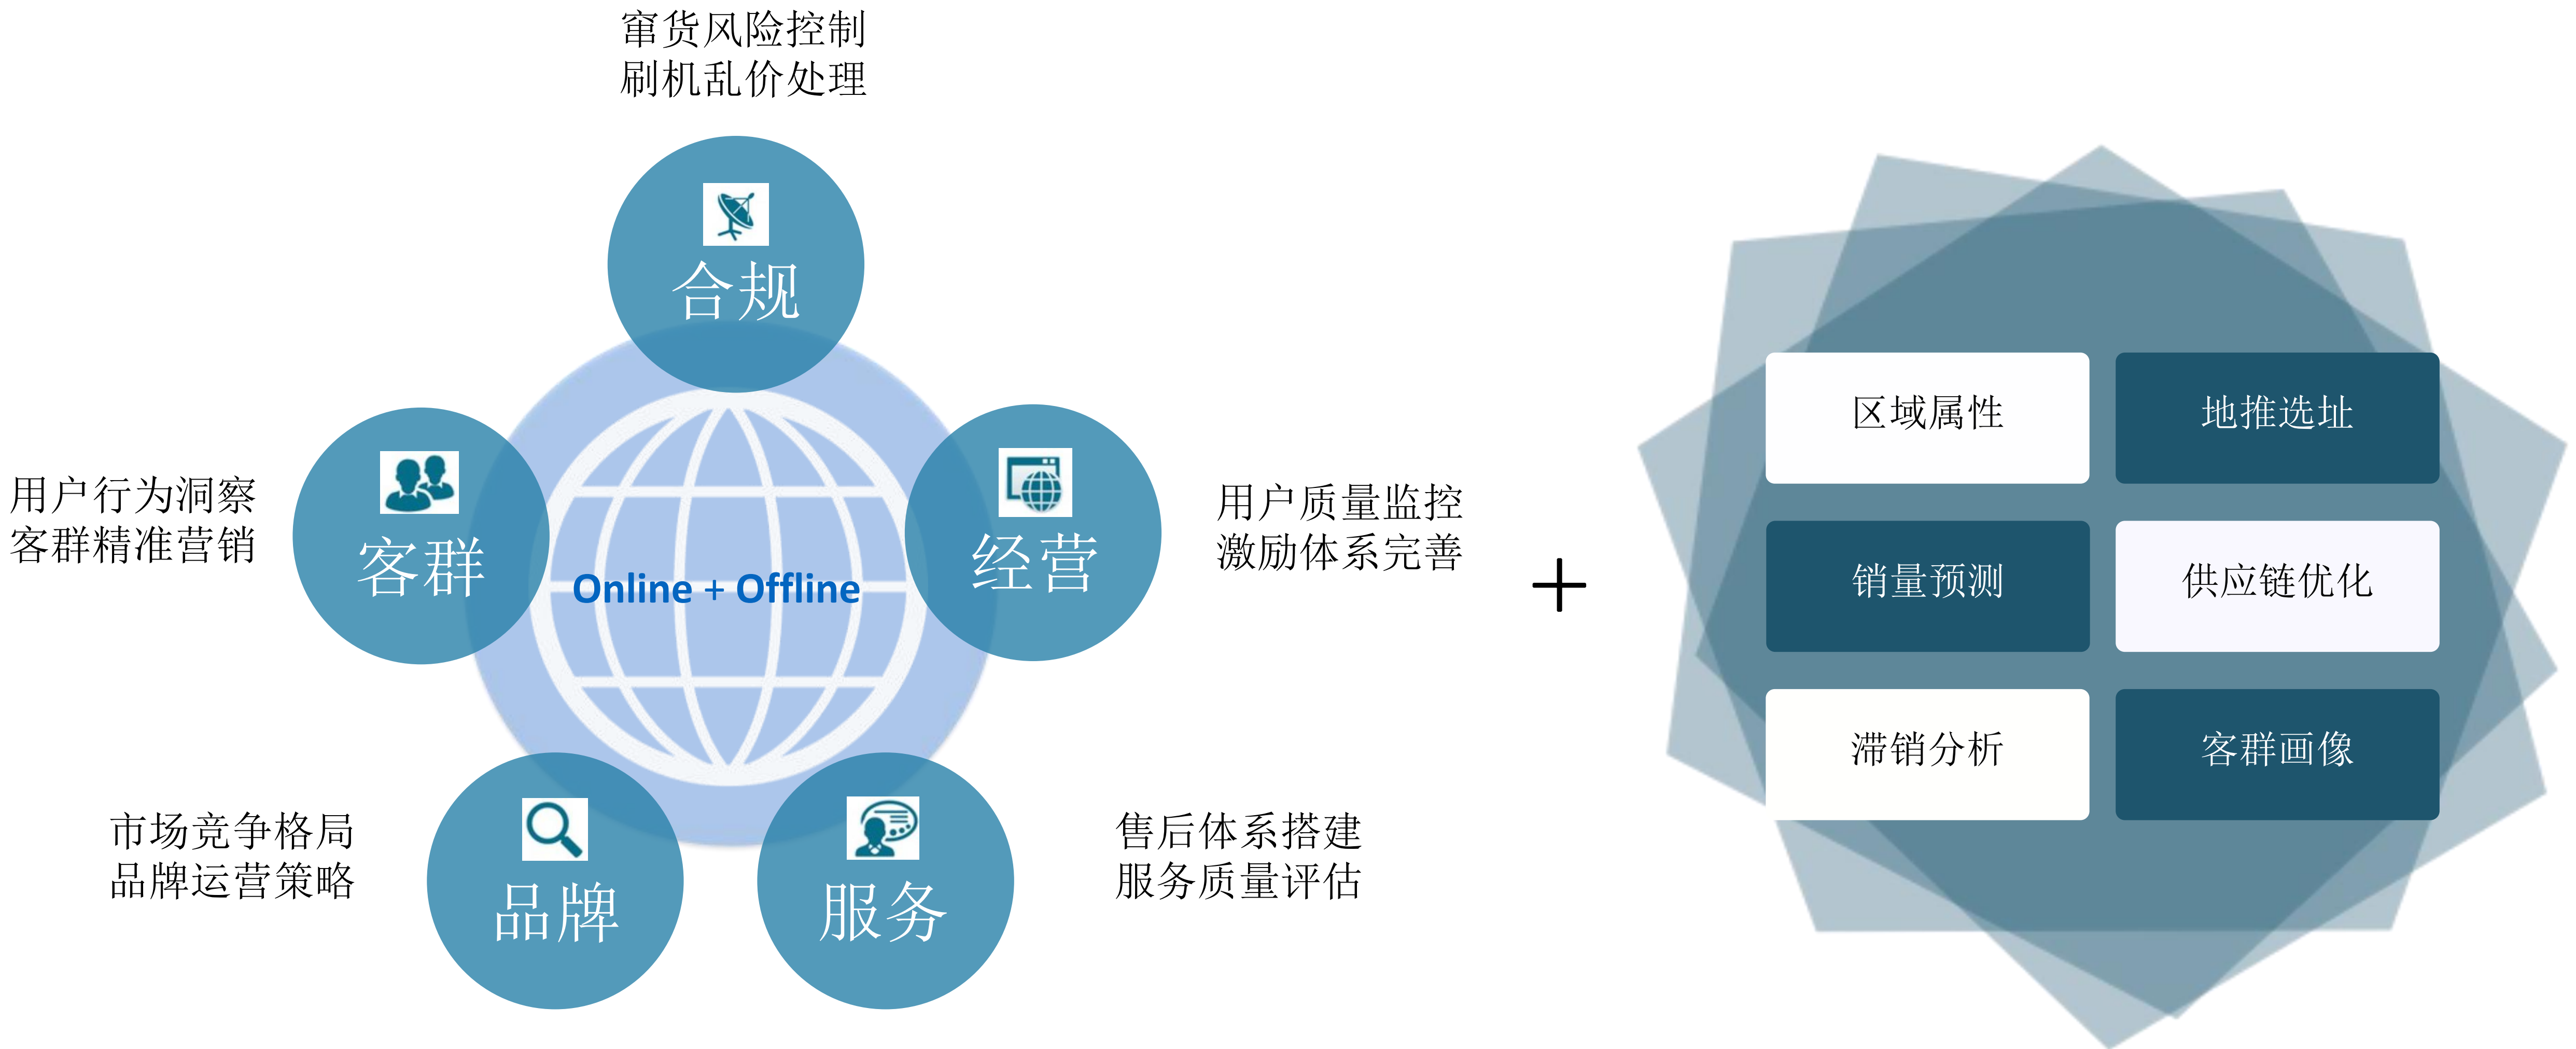 窜货风险控制
刷机乱价处理
合规
用户行为洞察
客群精准营销
客群
Online + Offline
经营
用户质量监控
激励体系完善
市场竞争格局
品牌运营策略
品牌
服务
售后体系搭建
服务质量评估
+
区域属性
地推选址
销量预测
供应链优化
滞销分析
客群画像